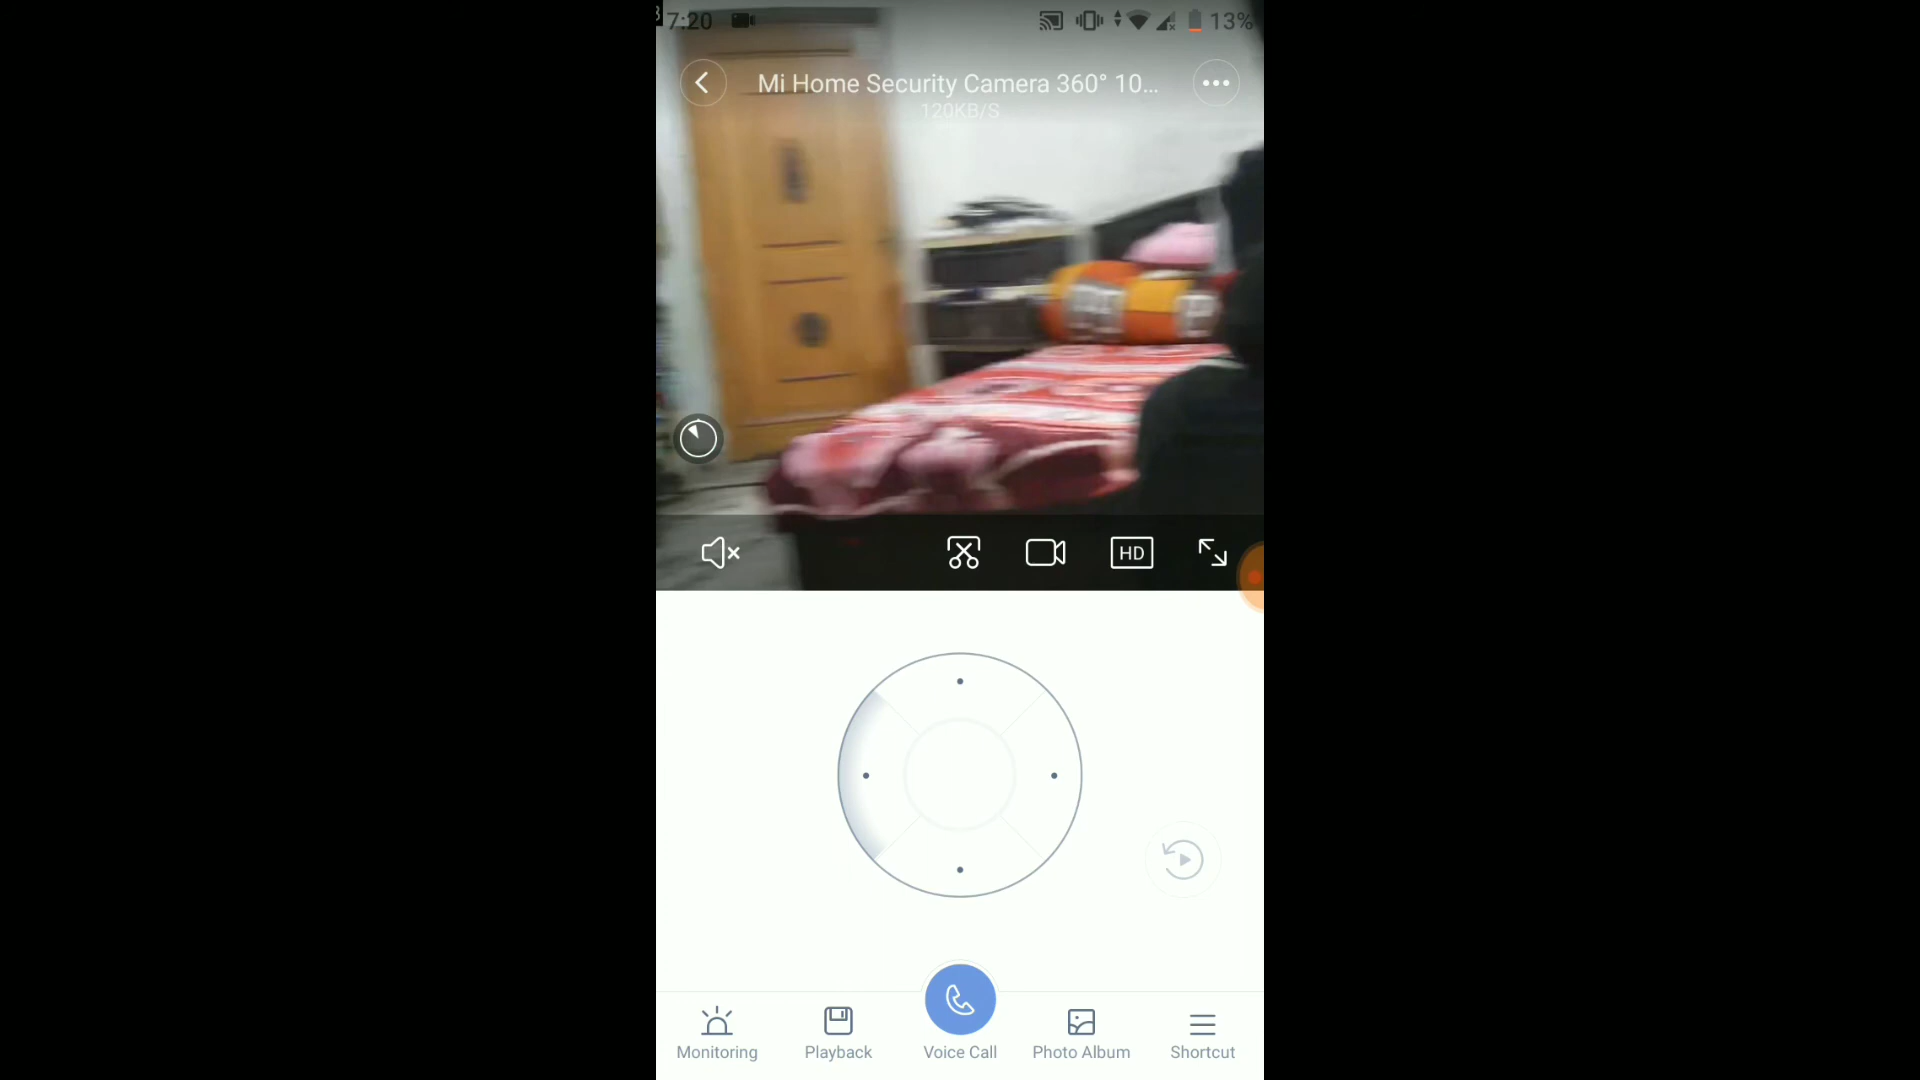 7:20
13%
Mi Home Security Camera 360° 10...
120KB/S
HD
Monitoring
Playback
Voice Call
Photo Album
Shortcut